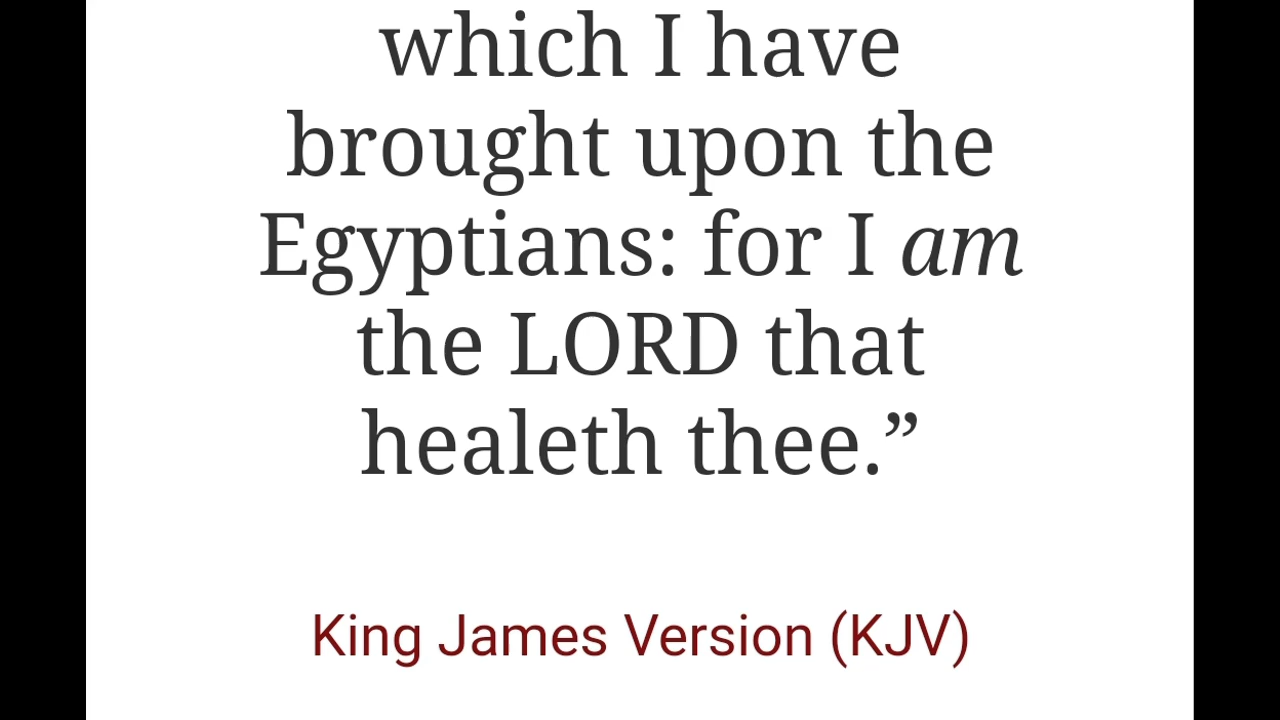 which I have
brought upon the
Egyptians: for I am
the LORD that
healeth thee.”
King James Version (KJV)